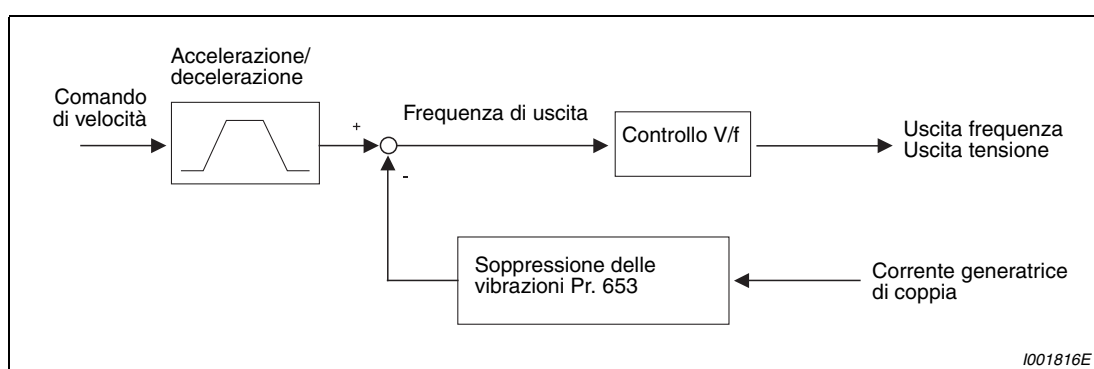 Accelerazione/
decelerazione
Comando
di velocità
+
Frequenza di uscita
Controllo V/f
Uscita frequenza
Uscita tensione
-
Soppressione delle
vibrazioni Pr. 653
Corrente generatrice
di coppia
I001816E